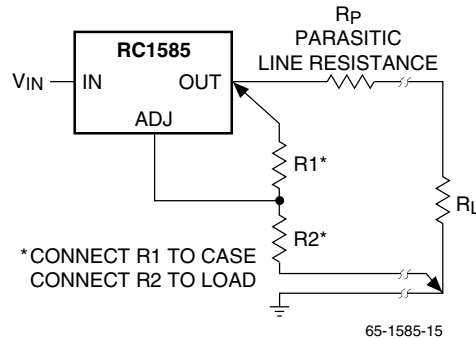 RP
PARASITIC
LINE RESISTANCE
RC1585
VIN
IN
OUT
ADJ
R1*
RL
R2*
*CONNECT R1 TO CASE
CONNECT R2 TO LOAD
65-1585-15